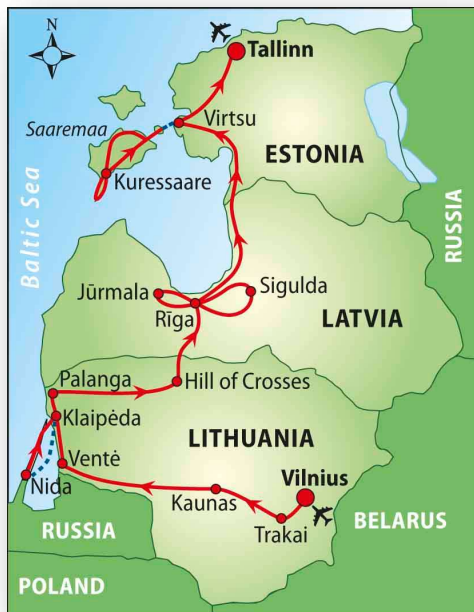 N
Tallinn
Saaremaa
Virtsu
ESTONIA
Kuressaare
Baltic Sea
RUSSIA
Jūrmala
Sigulda
Rīga
LATVIA
Palanga
Hill of Crosses
Klaipėda
LITHUANIA
Ventė
Vilnius
Nida
Kaunas
Trakai
BELARUS
RUSSIA
POLAND